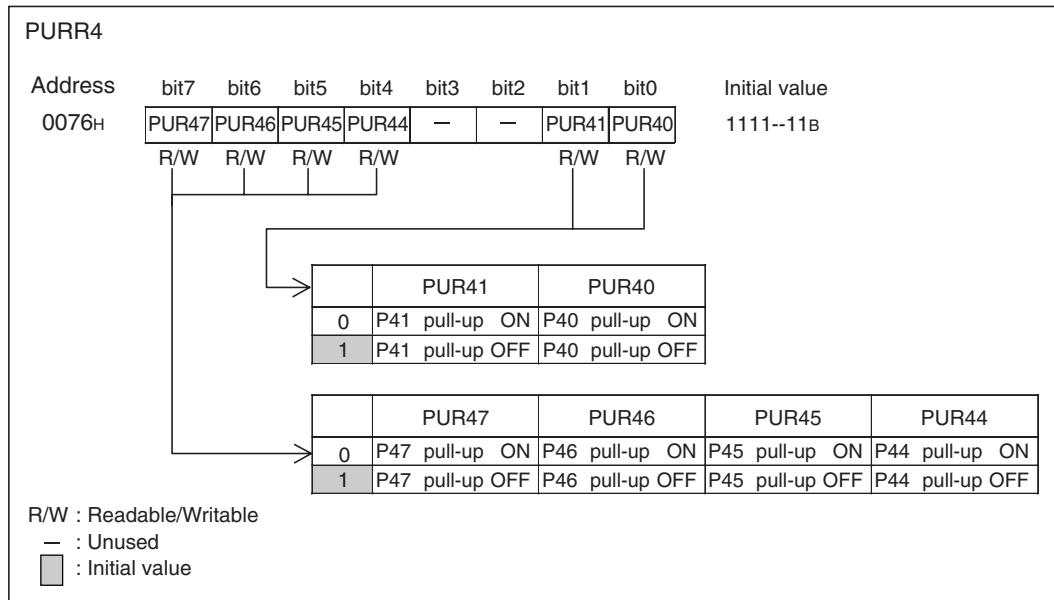 PURR4
Address bit7 bit6 bit5 bit4 bit3 bit2 bit1 bit0 Initial value
0076H PUR47 PUR46 PUR45 PUR44 — — PUR41 PUR40 1111--11B
R/W R/W R/W R/W R/W R/W
PUR41 PUR40
0 P41 pull-up ON P40 pull-up ON
1 P41 pull-up OFF P40 pull-up OFF
PUR47 PUR46 PUR45 PUR44
0 P47 pull-up ON P46 pull-up ON P45 pull-up ON P44 pull-up ON
1 P47 pull-up OFF P46 pull-up OFF P45 pull-up OFF P44 pull-up OFF
R/W : Readable/Writable
— : Unused
: Initial value